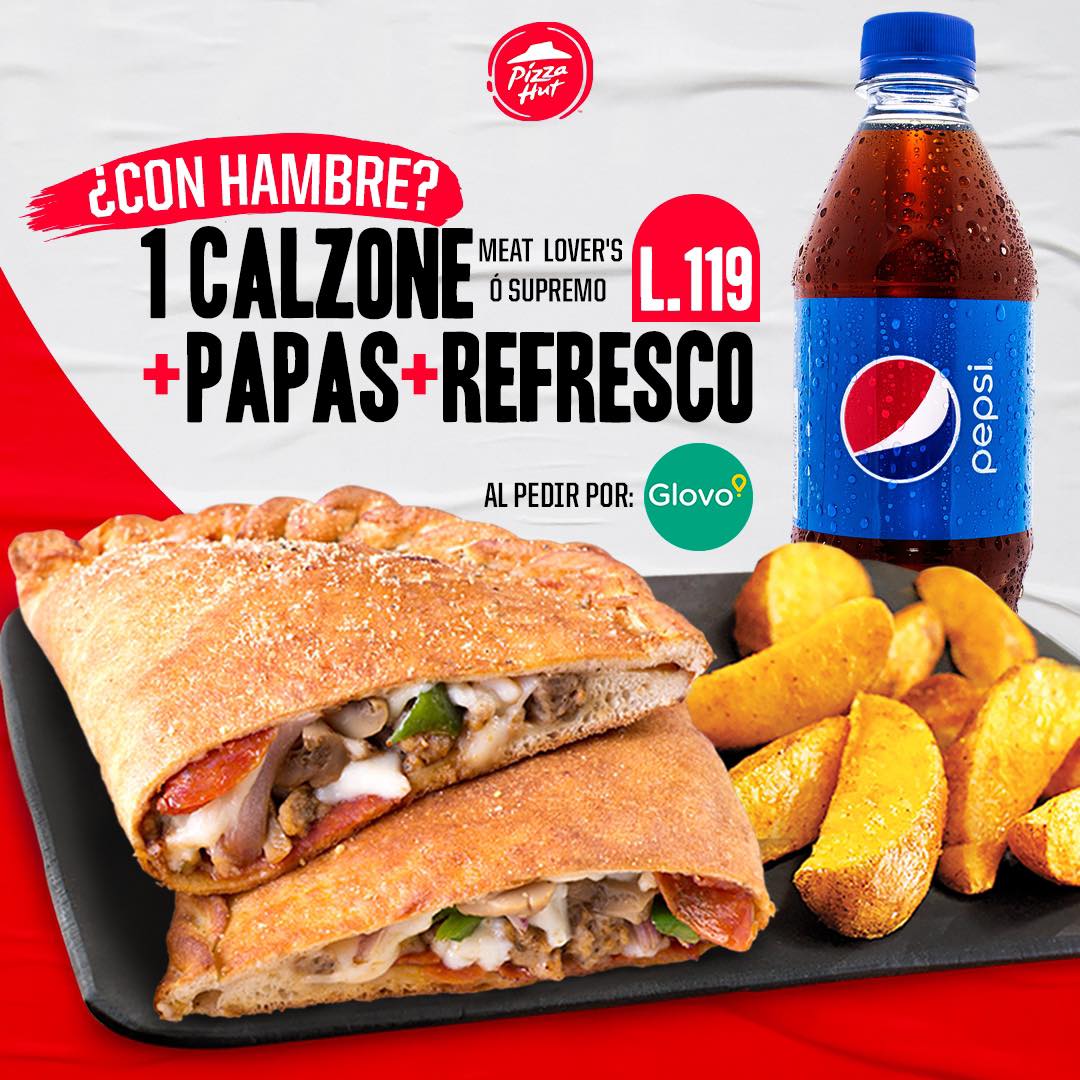 Pizza
Hut
¿CON HAMBRE?
1 CALZONE
MEAT LOVER'S
Ó SUPREMO
L.119
+PAPAS+REFRESCO
AL PEDIR POR:
Glovo
pepsi